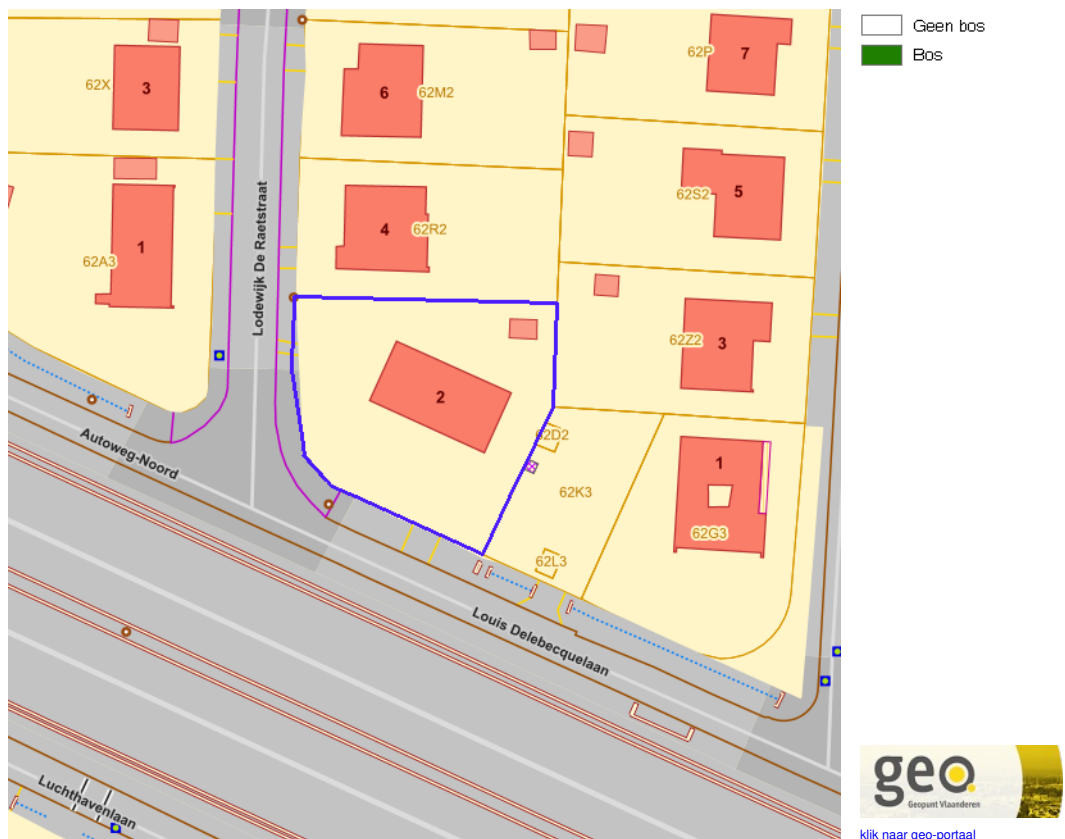 Geen bos
Bos
7
62P
3
62X
6
62M2
5
62S2
4
62R2
Lodewijk De Raetstraat
1
62A3
3
62Z2
2
62D2
Autoweg-Noord
1
62K3
62G3
62L3
Louis Delebecquelaan
Luchthavenlaan
geo
Geopunt Vlaanderen
klik naar geo-portaal